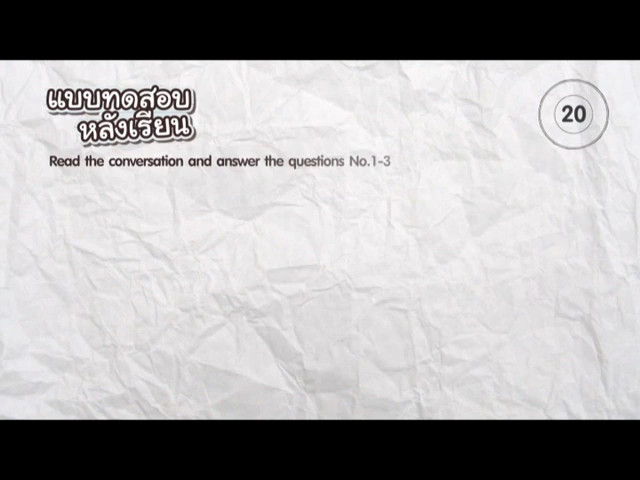 แบบทดสอบ
หลังเรียน
20
Read the conversation and answer the questions No.1-3